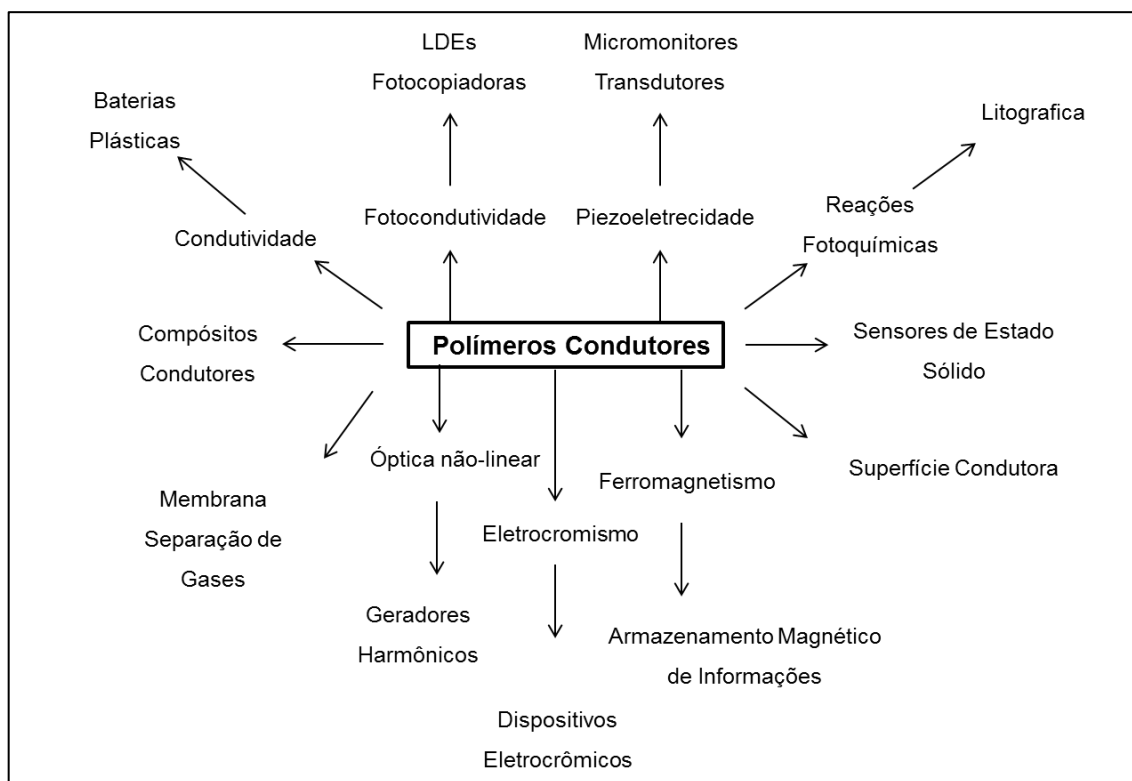 LDEs
Fotocopiadoras
Micromonitores
Transdutores
Baterias
Plásticas
Litografica
Fotocondutividade
Piezoeletrecidade
Reações
Fotoquímicas
Condutividade
Compósitos
Condutores
Polímeros Condutores
Sensores de Estado
Sólido
Óptica não-linear
Ferromagnetismo
Superfície Condutora
Membrana
Separação de
Gases
Eletrocromismo
Geradores
Harmônicos
Armazenamento Magnético
de Informações
Dispositivos
Eletrocrômicos